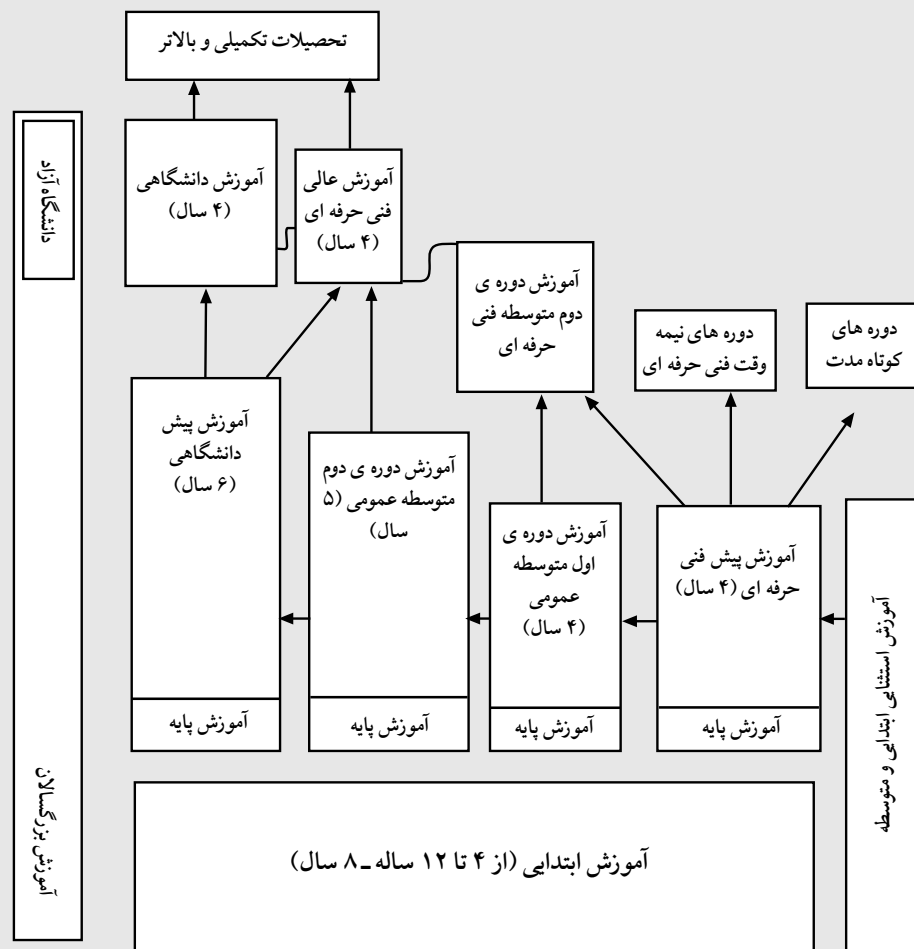 تحصیلات تکمیلی و بالاتر
دانشگاه آزاد
آموزش بزرگسالان
آموزش عالی
فنی حرفه ای
(۴ سال)
آموزش دانشگاهی
(۴ سال)
آموزش دوره ی
دوم متوسطه فنی
حرفه ای
دوره های نیمه
وقت فنی حرفه ای
دوره های
کوتاه مدت
آموزش پیش
دانشگاهی
(۶ سال)
آموزش دوره ی دوم
متوسطه عمومی (۵
سال)
آموزش دوره ی
اول متوسطه
عمومی
(۴ سال)
آموزش پیش فنی
حرفه ای (۴ سال)
آموزش استثنایی ابتدایی و متوسطه
آموزش پایه
آموزش پایه
آموزش پایه
آموزش پایه
آموزش ابتدایی (از ۴ تا ۱۲ ساله ـ ۸ سال)